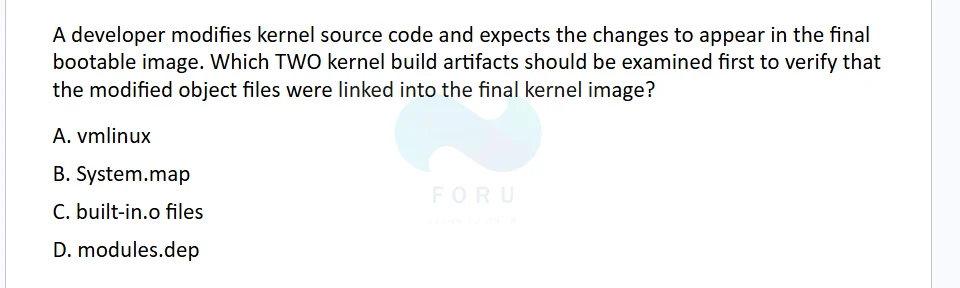 A developer modifies kernel source code and expects the changes to appear in the final
bootable image. Which TWO kernel build artifacts should be examined first to verify that
the modified object files were linked into the final kernel image?
A. vmlinux
B. System.map
FORU
C. built-in.o files
D. modules.dep